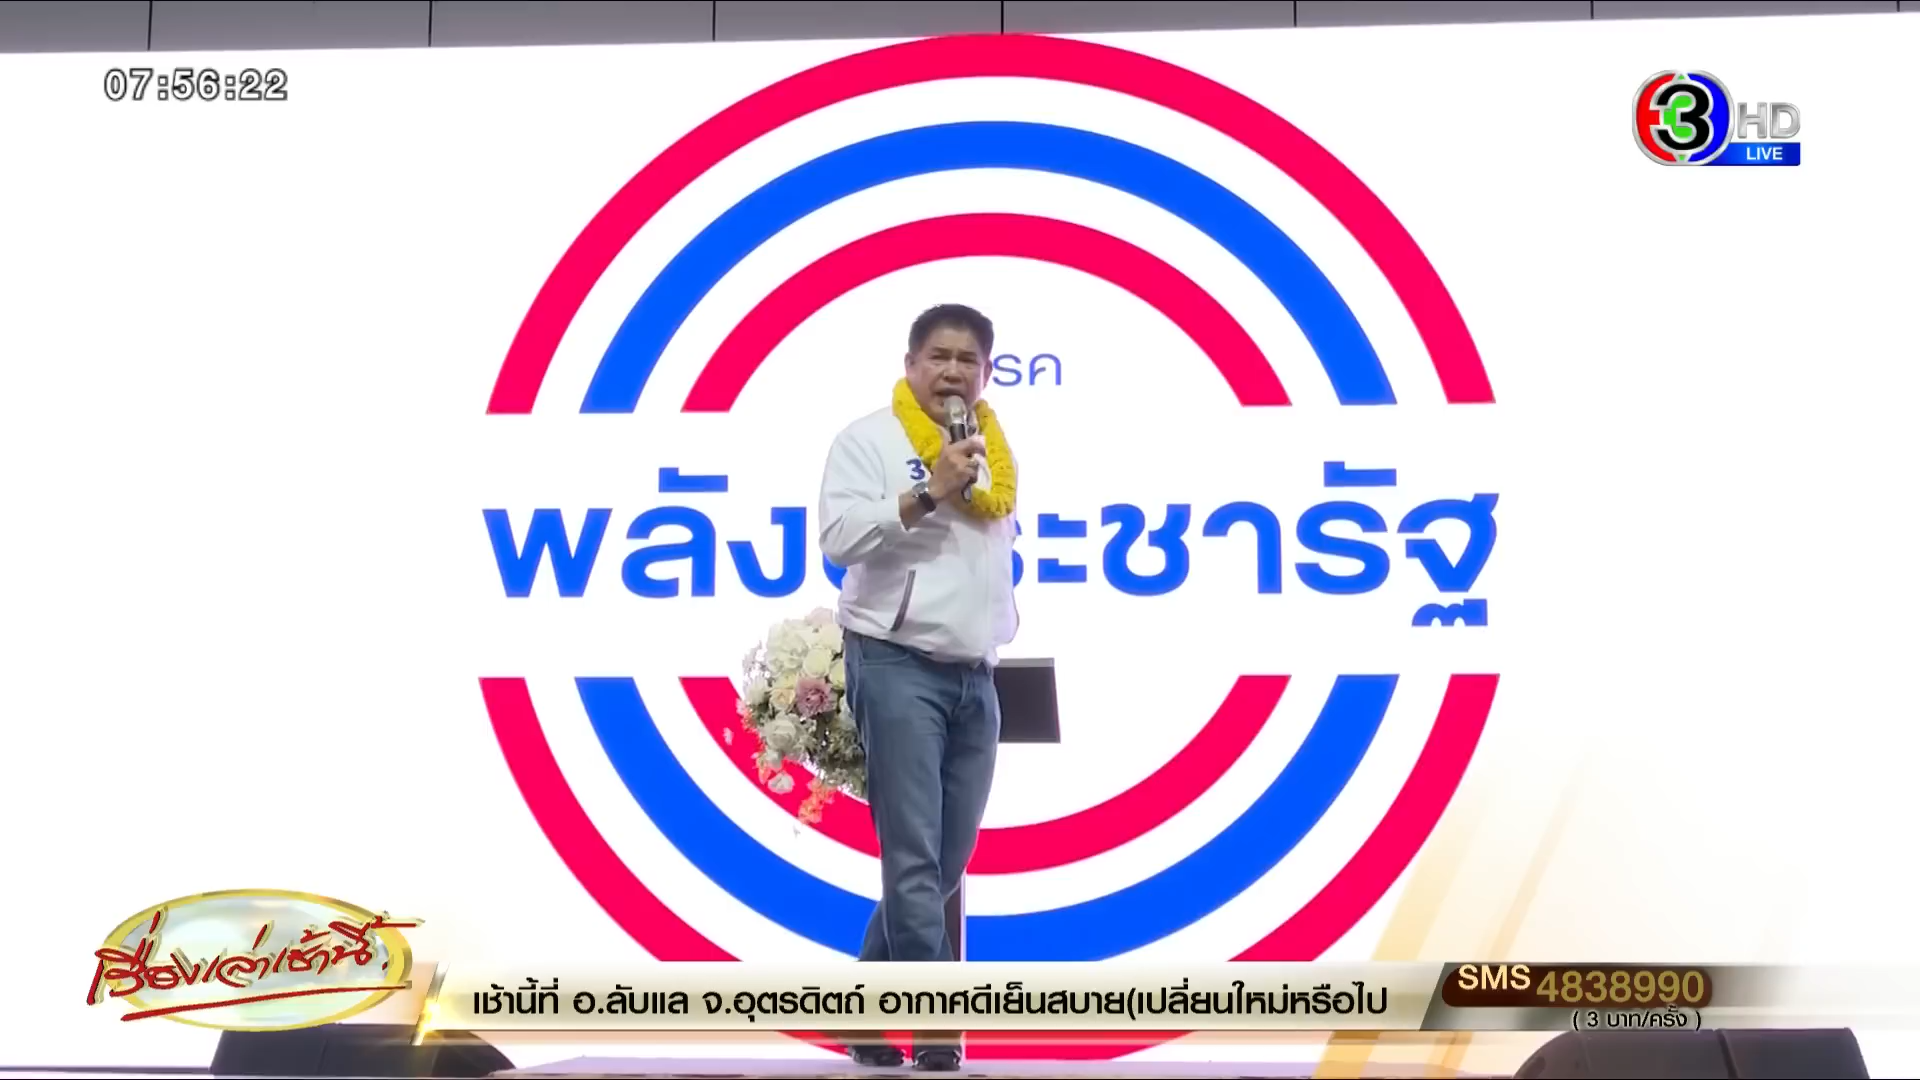 07:56:22
3 HD
LIVE
รค
พลัง ระชารัฐ
เรื่องเล่าเช้านี้
เช้านี้ที่ อ.ลับแล จ.อุตรดิตถ์ อากาศดีเย็นสบาย(เปลี่ยนใหม่หรือไป
SMS 4838990
( 3 บาท/ครั้ง )